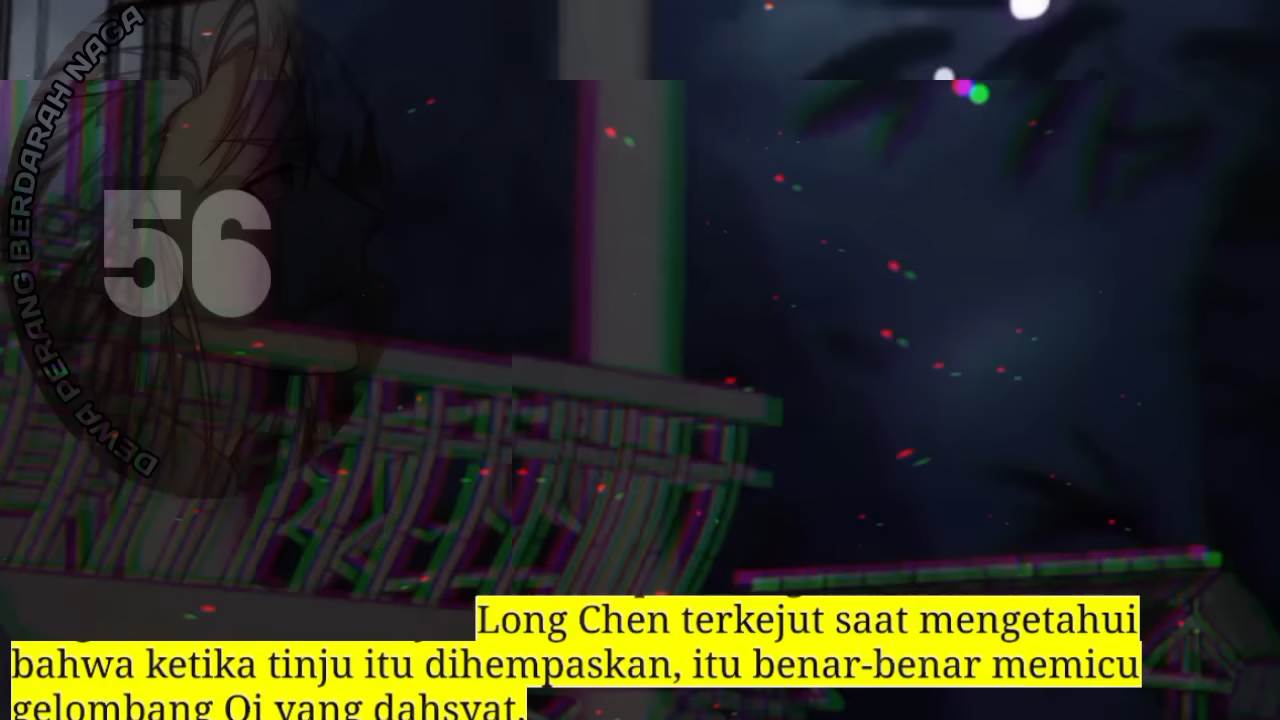 DEWA PERANG BERDARAH NAGA
56
Long Chen terkejut saat mengetahui
bahwa ketika tinju itu dihempaskan, itu benar-benar memicu
gelombang Qi yang dahsyat.